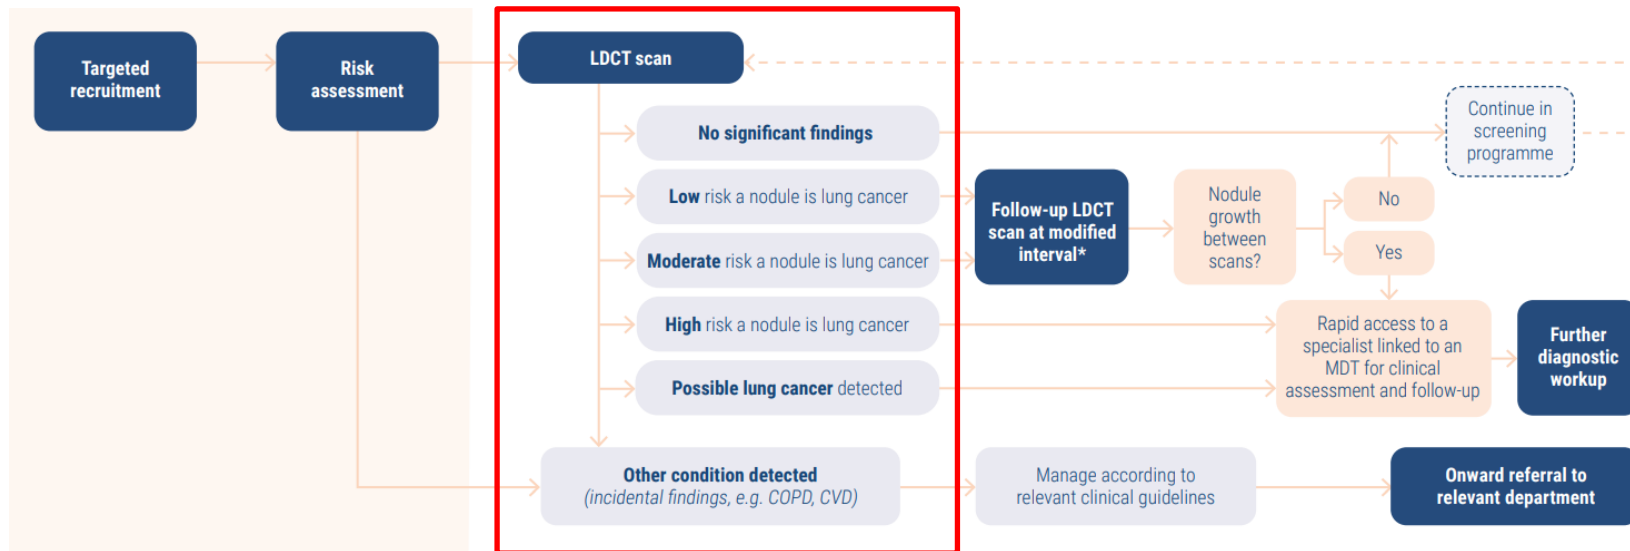 Targeted
recruitment
Risk
assessment
LDCT scan
No significant findings
Low risk a nodule is lung cancer
Moderate risk a nodule is lung cancer
High risk a nodule is lung cancer
Possible lung cancer detected
Other condition detected
(incidental findings, e.g. COPD, CVD)
Follow-up LDCT
scan at modified
interval*
Nodule
growth
between
scans?
No
Yes
Continue in
screening
programme
Rapid access to a
specialist linked to an
MDT for clinical
assessment and follow-up
Further
diagnostic
workup
Manage according to
relevant clinical guidelines
Onward referral to
relevant department